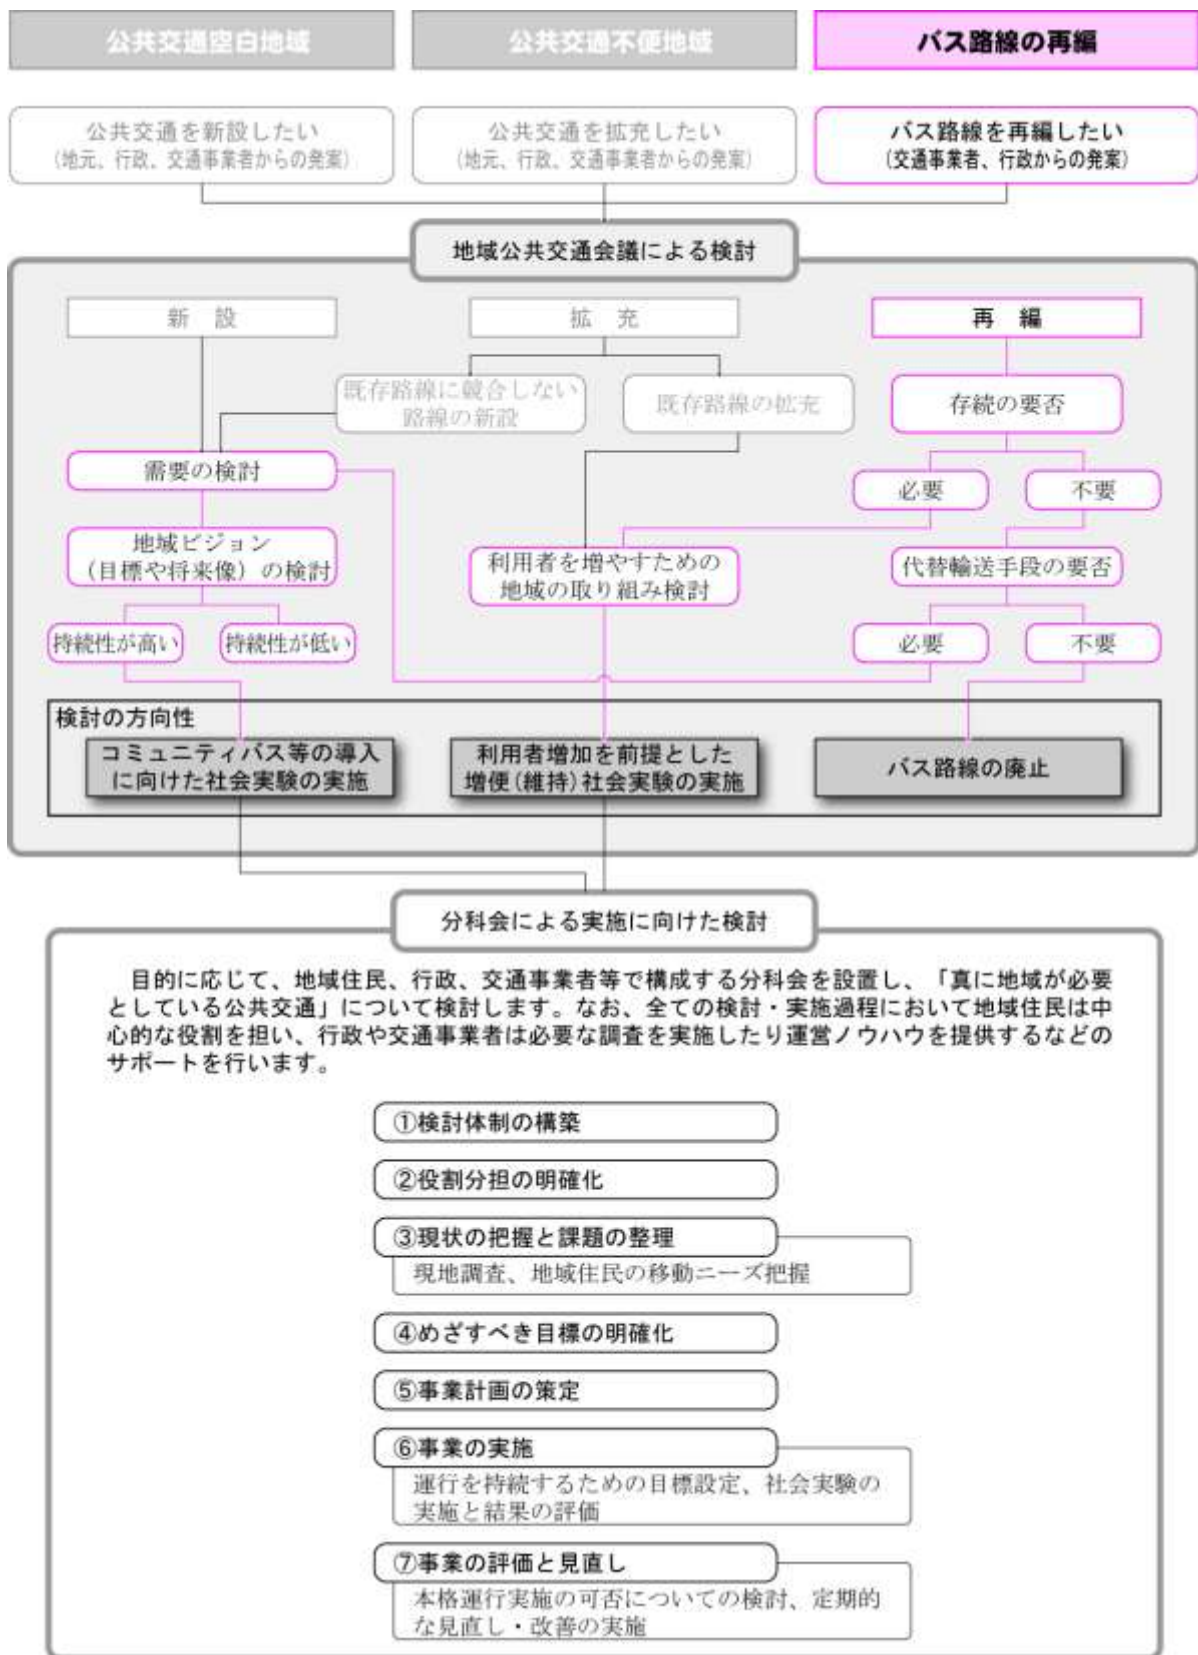 公共交通空白地域
公共交通不便地域
バス路線の再編
公共交通を新設したい
(地元、行政、交通事業者からの発案)
公共交通を拡充したい
(地元、行政、交通事業者からの発案)
バス路線を再編したい
(交通事業者、行政からの発案)
地域公共交通会議による検討
新 設
拡 充
再 編
既存路線に競合しない
路線の新設
既存路線の拡充
存続の要否
需要の検討
必要
不要
地域ビジョン
(目標や将来像)の検討
利用者を増やすための
地域の取り組み検討
代替輸送手段の要否
持続性が高い
持続性が低い
必要
不要
検討の方向性
コミュニティバス等の導入
に向けた社会実験の実施
利用者増加を前提とした
増便(維持)社会実験の実施
バス路線の廃止
分科会による実施に向けた検討
目的に応じて、地域住民、行政、交通事業者等で構成する分科会を設置し、「真に地域が必要
としている公共交通」について検討します。なお、全ての検討・実施過程において地域住民は中
心的な役割を担い、行政や交通事業者は必要な調査を実施したり運営ノウハウを提供するなどの
サポートを行います。
①検討体制の構築
②役割分担の明確化
③現状の把握と課題の整理
現地調査、地域住民の移動ニーズ把握
④めざすべき目標の明確化
⑤事業計画の策定
⑥事業の実施
運行を持続するための目標設定、社会実験の
実施と結果の評価
⑦事業の評価と見直し
本格運行実施の可否についての検討、定期的
な見直し・改善の実施